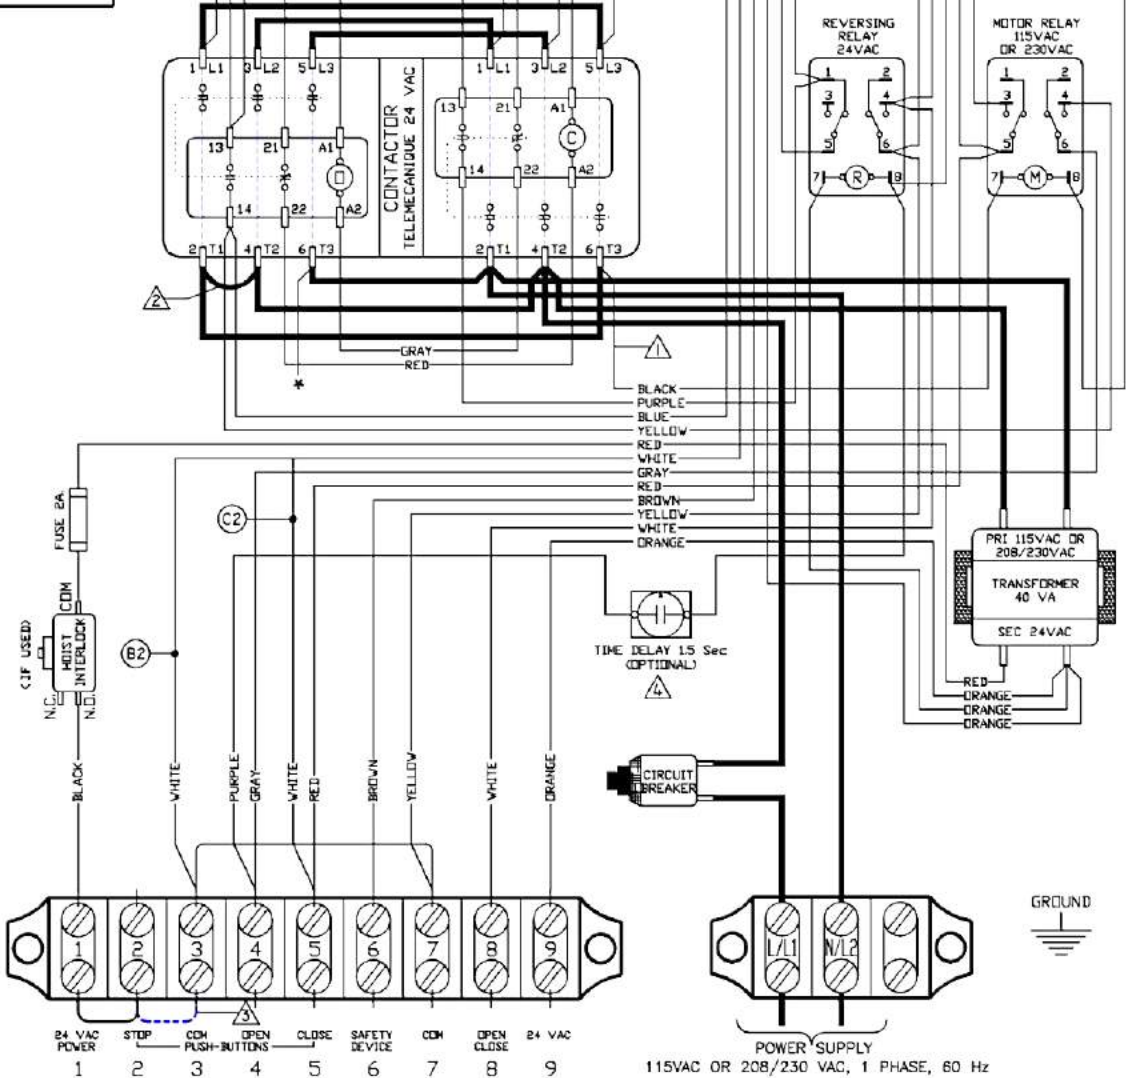 REVERSING
RELAY
24VAC
MOTOR RELAY
115VAC
OR 230VAC
1 L1 3 L2 5 L3
1 L1 3 L2 5 L3
CONTACTOR
TELEMECANIQUE 24 VAC
13 21 A1
O
14 22 A2
13 21 A1
C
14 22 A2
2 T1 4 T2 6 T3
2 T1 4 T2 6 T3
1 2
3 4
5 6
7 R 8
1 2
3 4
5 6
7 M 8
2
1
GRAY
RED
*
BLACK
PURPLE
BLUE
YELLOW
RED
WHITE
GRAY
RED
BROWN
YELLOW
WHITE
ORANGE
FUSE 2A
C2
B2
COM
HOIST
INTERLOCK
(IF USED)
N.C.
N.O.
TIME DELAY 1.5 Sec
(OPTIONAL)
4
PRI 115VAC OR
208/230VAC
TRANSFORMER
40 VA
SEC 24VAC
RED
ORANGE
ORANGE
ORANGE
CIRCUIT
BREAKER
BLACK
WHITE
PURPLE
GRAY
WHITE
RED
BROWN
YELLOW
WHITE
ORANGE
1 2 3 4 5 6 7 8 9
L/L1 N/L2
GROUND
3
24 VAC
POWER
STOP
COM
OPEN
CLOSE
PUSH-BUTTONS
SAFETY
DEVICE
COM
OPEN
CLOSE
24 VAC
1 2 3 4 5 6 7 8 9
POWER SUPPLY
115VAC OR 208/230 VAC, 1 PHASE, 60 Hz